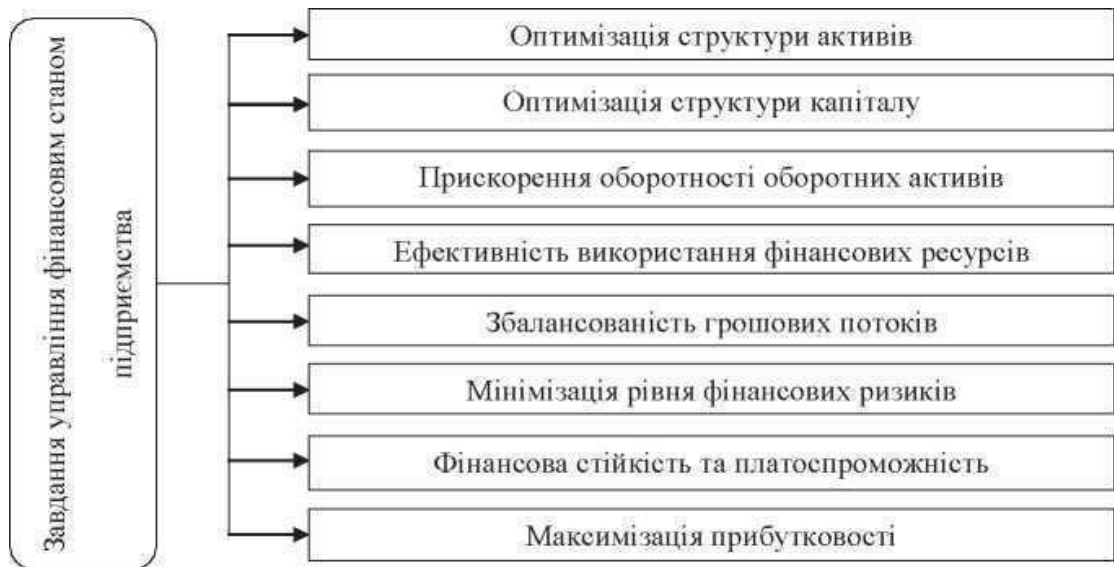 Завдання управління фінансовим станом
підприємства
Оптимізація структури активів
Оптимізація структури капіталу
Прискорення оборотності оборотних активів
Ефективність використання фінансових ресурсів
Збалансованість грошових потоків
Мінімізація рівня фінансових ризиків
Фінансова стійкість та платоспроможність
Максимізація прибутковості